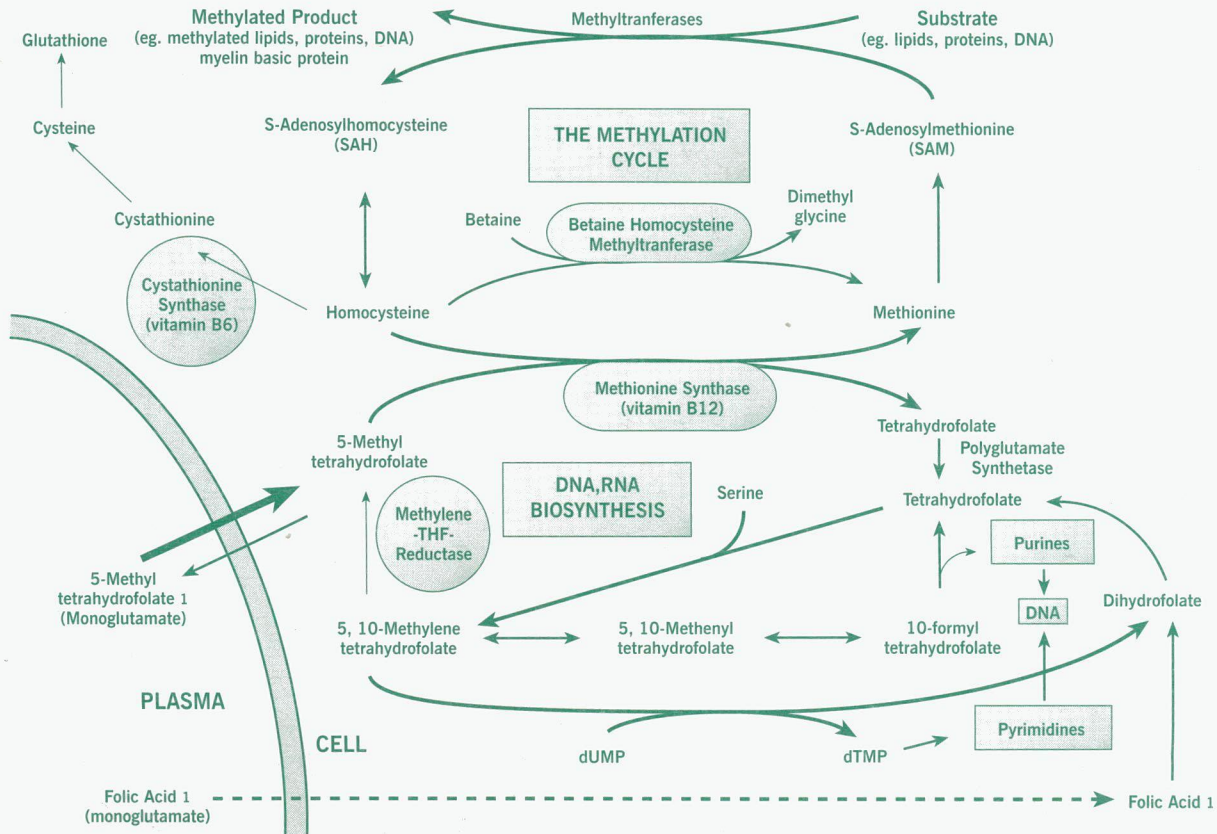 Methylated Product
(eg. methylated lipids, proteins, DNA)
myelin basic protein
Methyltranferases
Substrate
(eg. lipids, proteins, DNA)
Glutathione
Cysteine
S-Adenosylhomocysteine
(SAH)
THE METHYLATION
CYCLE
S-Adenosylmethionine
(SAM)
Cystathionine
Betaine
Betaine Homocysteine
Methyltranferase
Dimethyl
glycine
Cystathionine
Synthase
(vitamin B6)
Homocysteine
Methionine
Methionine Synthase
(vitamin B12)
Tetrahydrofolate
Polyglutamate
Synthetase
5-Methyl
tetrahydrofolate
DNA,RNA
BIOSYNTHESIS
Serine
Tetrahydrofolate
Methylene
-THF-
Reductase
Purines
5-Methyl
tetrahydrofolate 1
(Monoglutamate)
DNA
Dihydrofolate
5, 10-Methylene
tetrahydrofolate
5, 10-Methenyl
tetrahydrofolate
10-formyl
tetrahydrofolate
PLASMA
CELL
Pyrimidines
dUMP
dTMP
Folic Acid 1
(monoglutamate)
Folic Acid 1